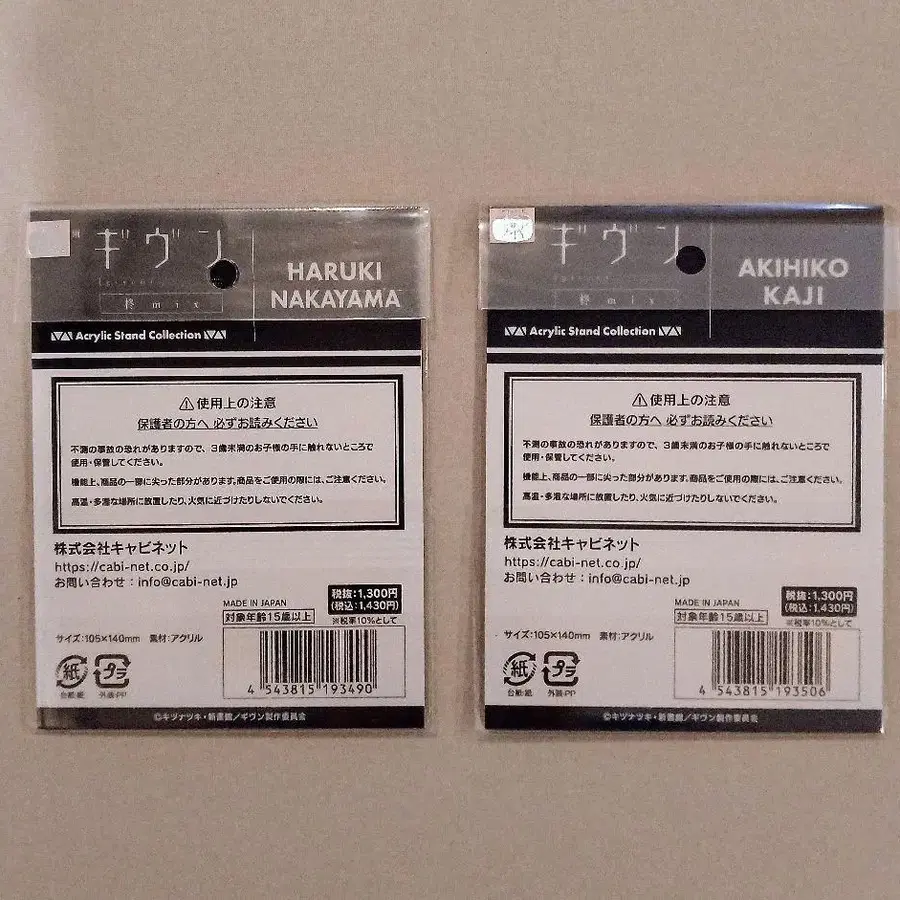 ギヴン
柊mix
HARUKI
NAKAYAMA
Acrylic Stand Collection
⚠使用上の注意
保護者の方へ 必ずお読みください
不測の事故の恐れがありますので、3歳未満のお子様の手に触れないところで
使用・保管してください。
機能上、商品の一部に尖った部分があります。商品をご使用の際には、ご注意ください。
高温・多湿な場所に放置したり、火気に近づけたりしないでください。
株式会社キャビネット
https://cabi-net.co.jp/
お問い合わせ：info@cabi-net.jp
税抜：1,300円
(税込：1,430円)
※税率10%として
MADE IN JAPAN
対象年齢15歳以上
サイズ：105×140mm 素材：アクリル
紙
台紙：紙
プラ
外装：PP
4 543815 193490
©キヅナツキ・新書館／ギヴン製作委員会
ギヴン
柊mix
AKIHIKO
KAJI
Acrylic Stand Collection
⚠使用上の注意
保護者の方へ 必ずお読みください
不測の事故の恐れがありますので、3歳未満のお子様の手に触れないところで
使用・保管してください。
機能上、商品の一部に尖った部分があります。商品をご使用の際には、ご注意ください。
高温・多湿な場所に放置したり、火気に近づけたりしないでください。
株式会社キャビネット
https://cabi-net.co.jp/
お問い合わせ：info@cabi-net.jp
税抜：1,300円
(税込：1,430円)
※税率10%として
MADE IN JAPAN
対象年齢15歳以上
サイズ：105×140mm 素材：アクリル
紙
台紙：紙
プラ
外装：PP
4 543815 193506
©キヅナツキ・新書館／ギヴン製作委員会